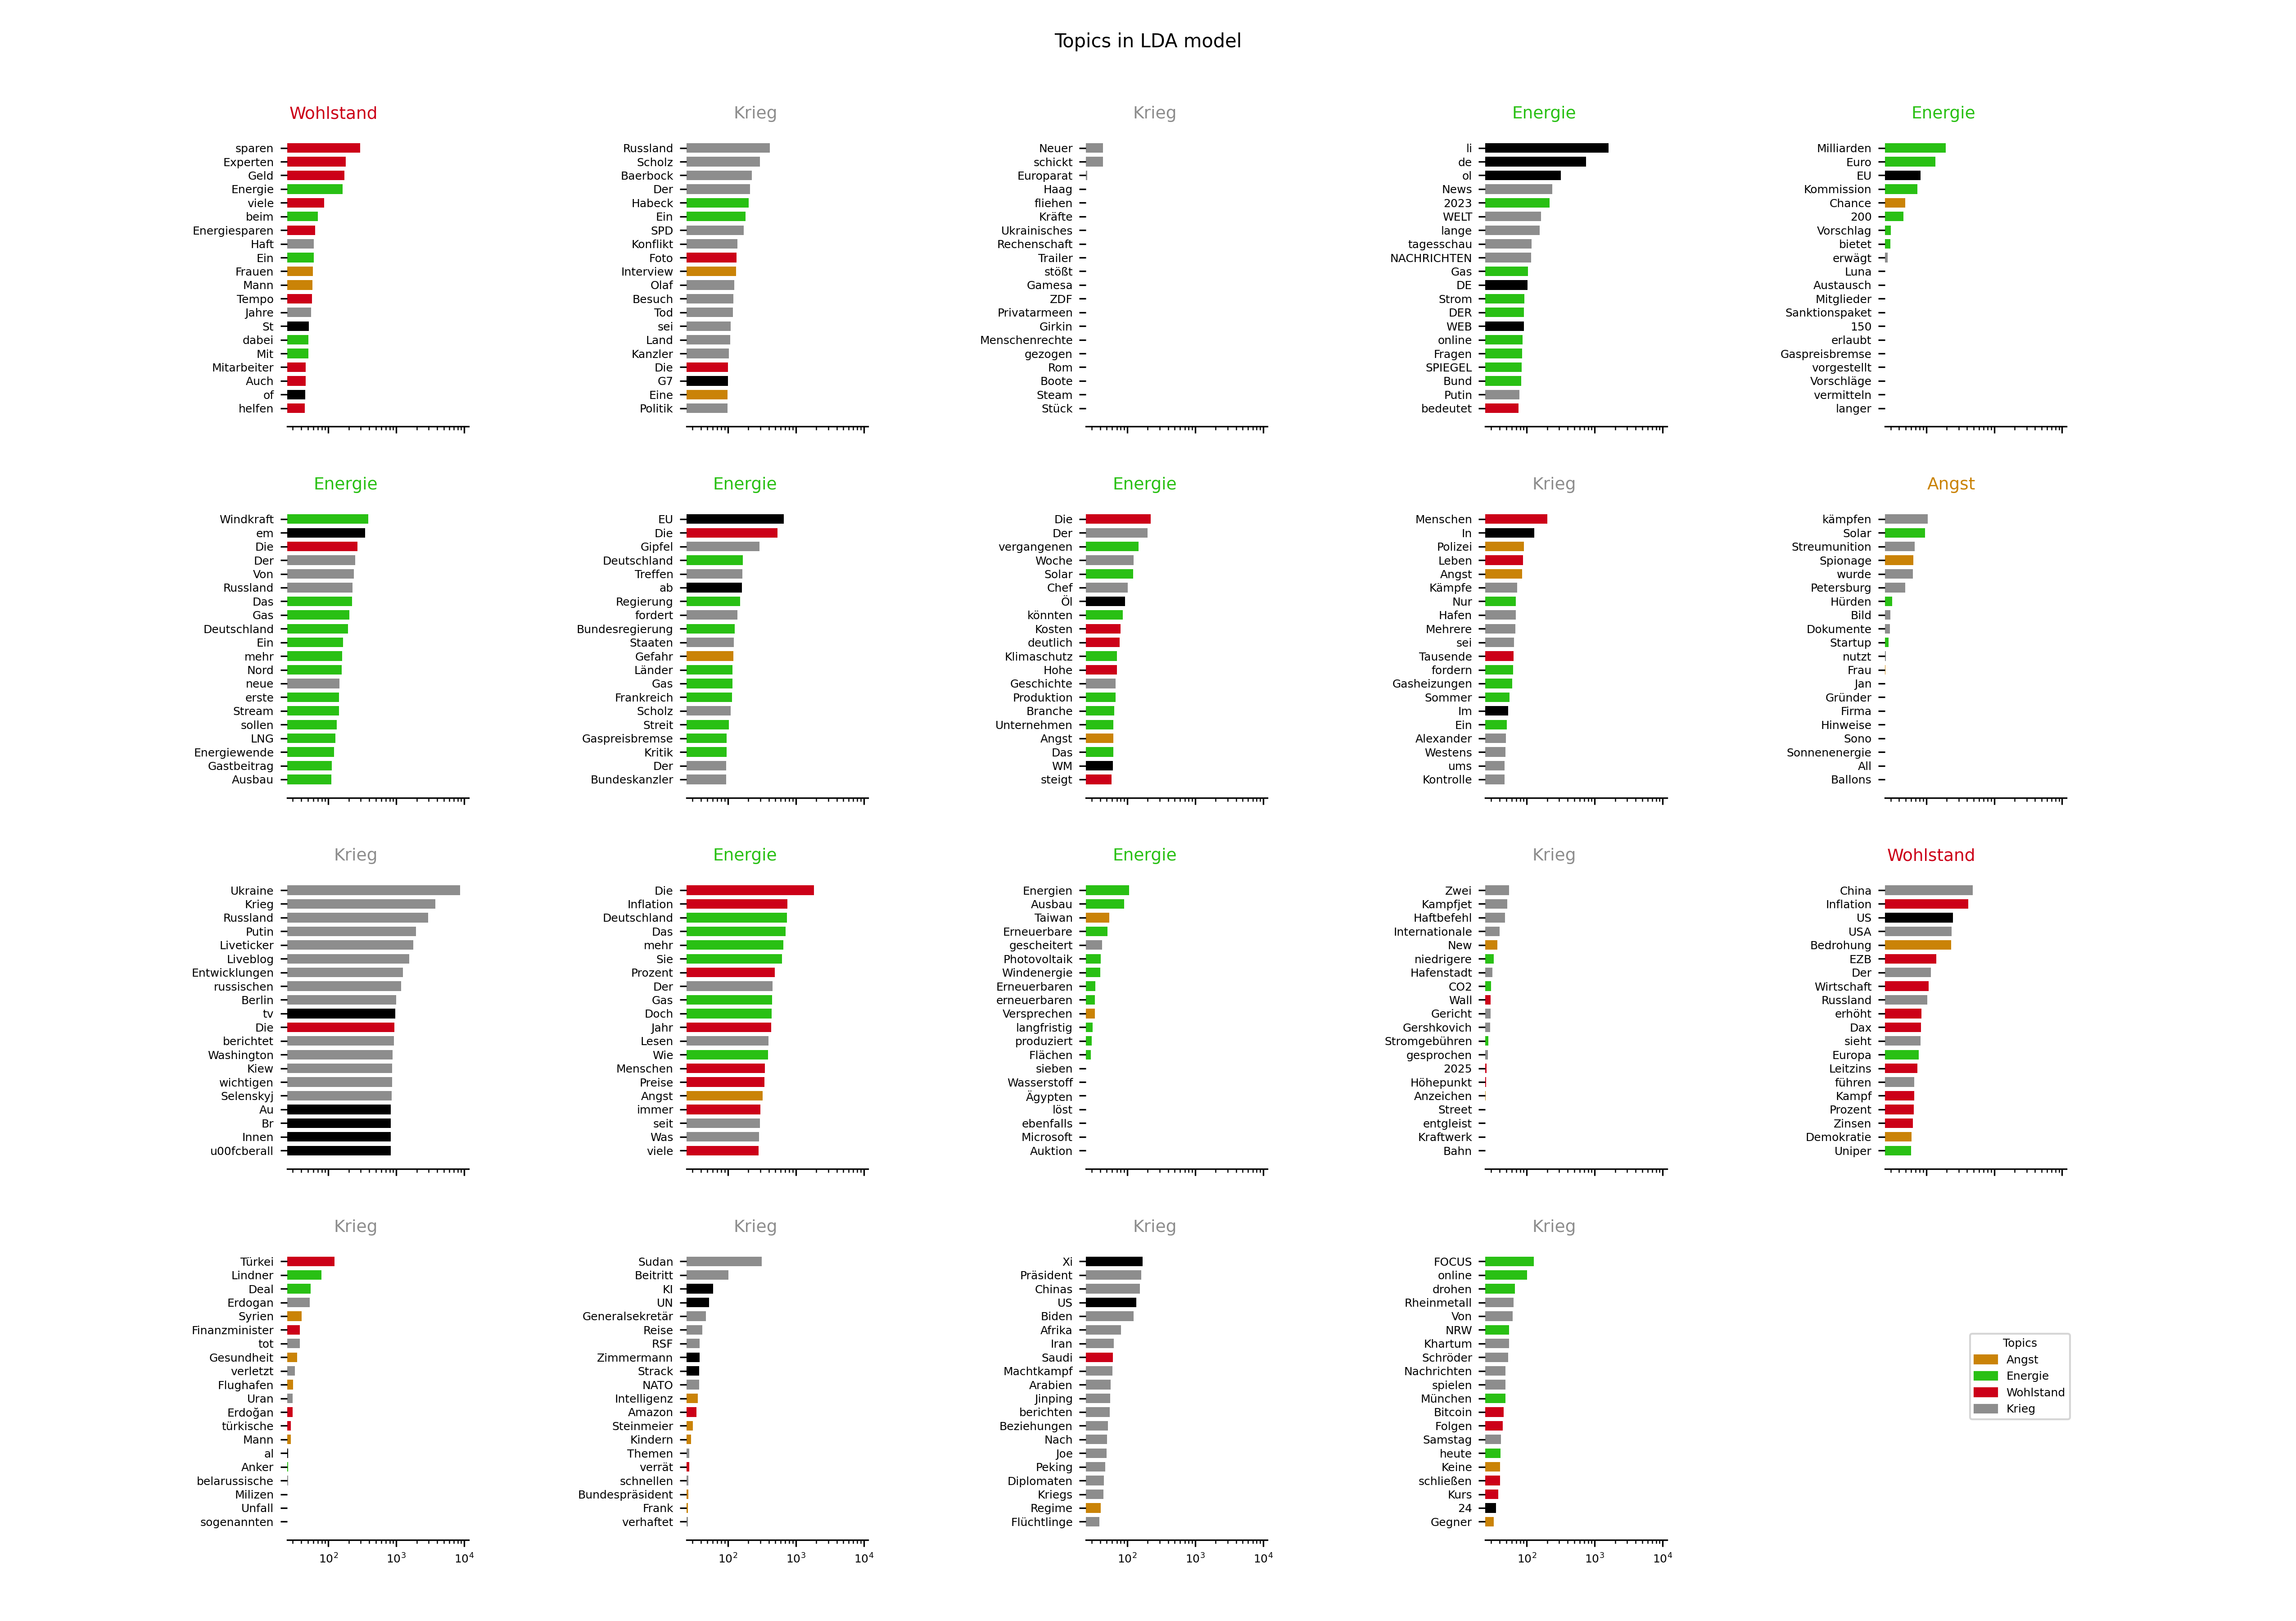 Topics in LDA model
Wohlstand
sparen
Experten
Geld
Energie
viele
beim
Energiesparen
Haft
Ein
Frauen
Mann
Tempo
Jahre
St
dabei
Mit
Mitarbeiter
Auch
of
helfen
Krieg
Russland
Scholz
Baerbock
Der
Habeck
Ein
SPD
Konflikt
Foto
Interview
Olaf
Besuch
Tod
sei
Land
Kanzler
Die
G7
Eine
Politik
Krieg
Neuer
schickt
Europarat
Haag
fliehen
Kräfte
Ukrainisches
Rechenschaft
Trailer
stößt
Gamesa
ZDF
Privatarmeen
Girkin
Menschenrechte
gezogen
Rom
Boote
Steam
Stück
Energie
li
de
ol
News
2023
WELT
lange
tagesschau
NACHRICHTEN
Gas
DE
Strom
DER
WEB
online
Fragen
SPIEGEL
Bund
Putin
bedeutet
Energie
Milliarden
Euro
EU
Kommission
Chance
200
Vorschlag
bietet
erwägt
Luna
Austausch
Mitglieder
Sanktionspaket
150
erlaubt
Gaspreisbremse
vorgestellt
Vorschläge
vermitteln
langer
Energie
Windkraft
em
Die
Der
Von
Russland
Das
Gas
Deutschland
Ein
mehr
Nord
neue
erste
Stream
sollen
LNG
Energiewende
Gastbeitrag
Ausbau
Energie
EU
Die
Gipfel
Deutschland
Treffen
ab
Regierung
fordert
Bundesregierung
Staaten
Gefahr
Länder
Gas
Frankreich
Scholz
Streit
Gaspreisbremse
Kritik
Der
Bundeskanzler
Energie
Die
Der
vergangenen
Woche
Solar
Chef
Öl
könnten
Kosten
deutlich
Klimaschutz
Hohe
Geschichte
Produktion
Branche
Unternehmen
Angst
Das
WM
steigt
Krieg
Menschen
In
Polizei
Leben
Angst
Kämpfe
Nur
Hafen
Mehrere
sei
Tausende
fordern
Gasheizungen
Sommer
Im
Ein
Alexander
Westens
ums
Kontrolle
Angst
kämpfen
Solar
Streumunition
Spionage
wurde
Petersburg
Hürden
Bild
Dokumente
Startup
nutzt
Frau
Jan
Gründer
Firma
Hinweise
Sono
Sonnenenergie
All
Ballons
Krieg
Ukraine
Krieg
Russland
Putin
Liveticker
Liveblog
Entwicklungen
russischen
Berlin
tv
Die
berichtet
Washington
Kiew
wichtigen
Selenskyj
Au
Br
Innen
u00fcberall
Energie
Die
Inflation
Deutschland
Das
mehr
Sie
Prozent
Der
Gas
Doch
Jahr
Lesen
Wie
Menschen
Preise
Angst
immer
seit
Was
viele
Energie
Energien
Ausbau
Taiwan
Erneuerbare
gescheitert
Photovoltaik
Windenergie
Erneuerbaren
erneuerbaren
Versprechen
langfristig
produziert
Flächen
sieben
Wasserstoff
Ägypten
löst
ebenfalls
Microsoft
Auktion
Krieg
Zwei
Kampfjet
Haftbefehl
Internationale
New
niedrigere
Hafenstadt
CO2
Wall
Gericht
Gershkovich
Stromgebühren
gesprochen
2025
Höhepunkt
Anzeichen
Street
entgleist
Kraftwerk
Bahn
Wohlstand
China
Inflation
US
USA
Bedrohung
EZB
Der
Wirtschaft
Russland
erhöht
Dax
sieht
Europa
Leitzins
führen
Kampf
Prozent
Zinsen
Demokratie
Uniper
Krieg
Türkei
Lindner
Deal
Erdogan
Syrien
Finanzminister
tot
Gesundheit
verletzt
Flughafen
Uran
Erdoğan
türkische
Mann
al
Anker
belarussische
Milizen
Unfall
sogenannten
10² 10³ 10⁴
Krieg
Sudan
Beitritt
KI
UN
Generalsekretär
Reise
RSF
Zimmermann
Strack
NATO
Intelligenz
Amazon
Steinmeier
Kindern
Themen
verrät
schnellen
Bundespräsident
Frank
verhaftet
10² 10³ 10⁴
Krieg
Xi
Präsident
Chinas
US
Biden
Afrika
Iran
Saudi
Machtkampf
Arabien
Jinping
berichten
Beziehungen
Nach
Joe
Peking
Diplomaten
Kriegs
Regime
Flüchtlinge
10² 10³ 10⁴
Krieg
FOCUS
online
drohen
Rheinmetall
Von
NRW
Khartum
Schröder
Nachrichten
spielen
München
Bitcoin
Folgen
Samstag
heute
Keine
schließen
Kurs
24
Gegner
10² 10³ 10⁴
Topics
Angst
Energie
Wohlstand
Krieg